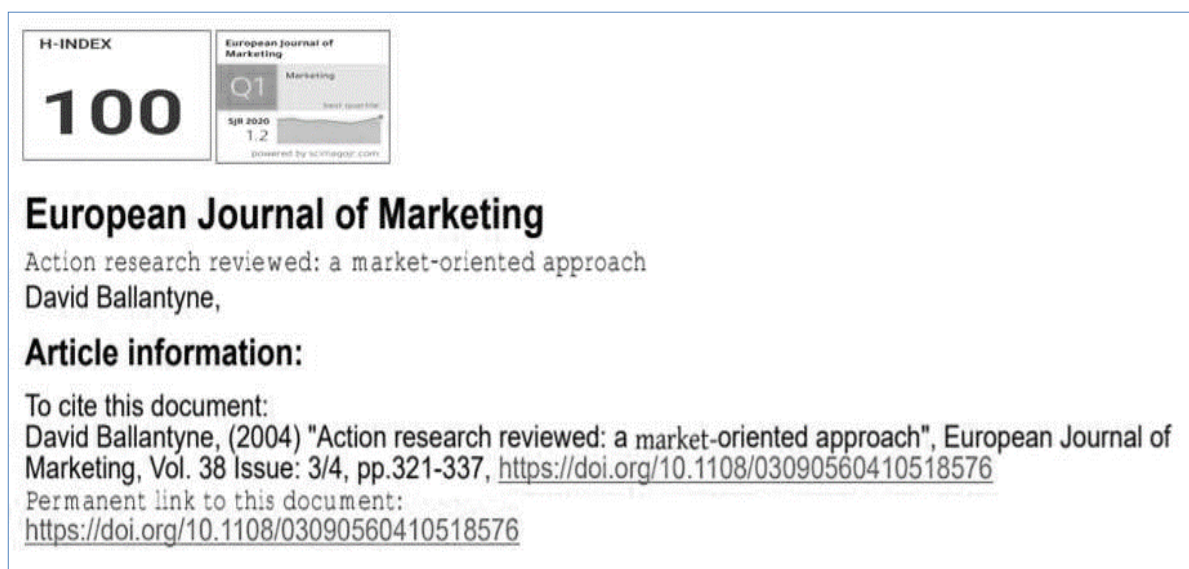 H-INDEX
100
European Journal of
Marketing
Q1
Marketing
best quartile
SJR 2020
1.2
powered by scimagojr.com
European Journal of Marketing
Action research reviewed: a market-oriented approach
David Ballantyne,
Article information:
To cite this document:
David Ballantyne, (2004) "Action research reviewed: a market-oriented approach", European Journal of
Marketing, Vol. 38 Issue: 3/4, pp.321-337, https://doi.org/10.1108/03090560410518576
Permanent link to this document:
https://doi.org/10.1108/03090560410518576